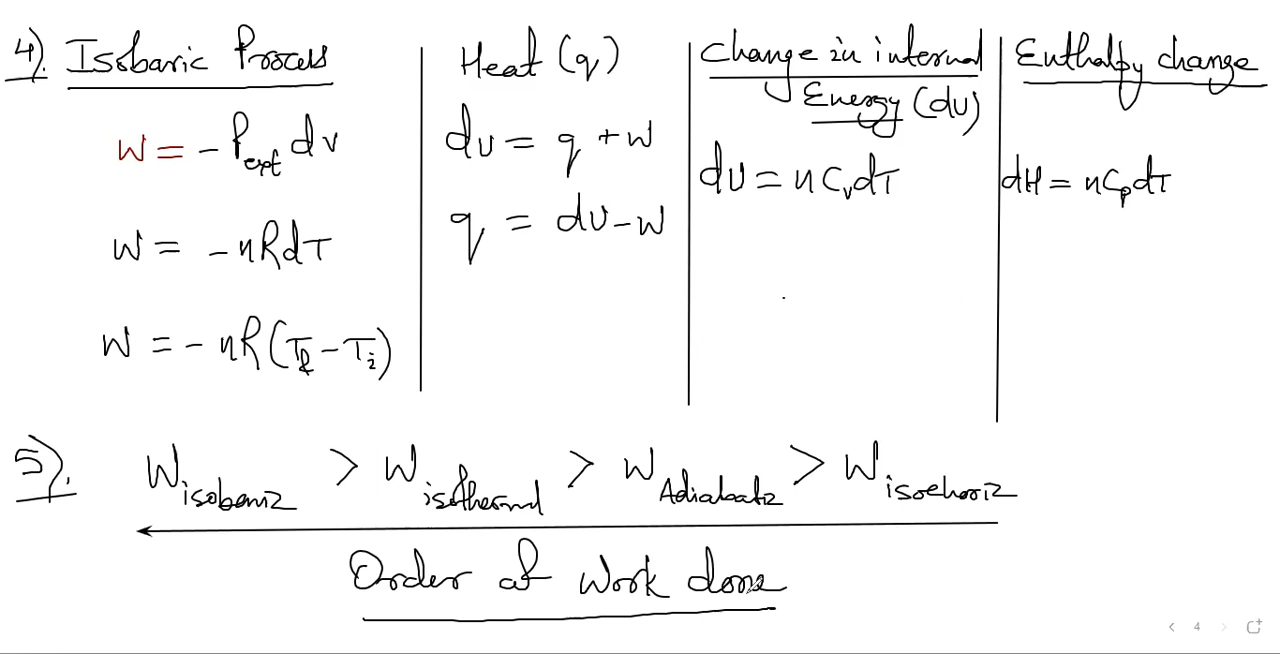 4). Isobaric Process
W = - Pext dv
W = - nRdT
W = - nR(Tf - Ti)
Heat (q)
du = q + w
q = du - w
Change in internal
Energy (du)
dU = nCvdT
Enthalpy change
dH = nCpdT
5). Wisobaric > Wisothermal > WAdiabatic > Wisochoric
Order of Work done
4